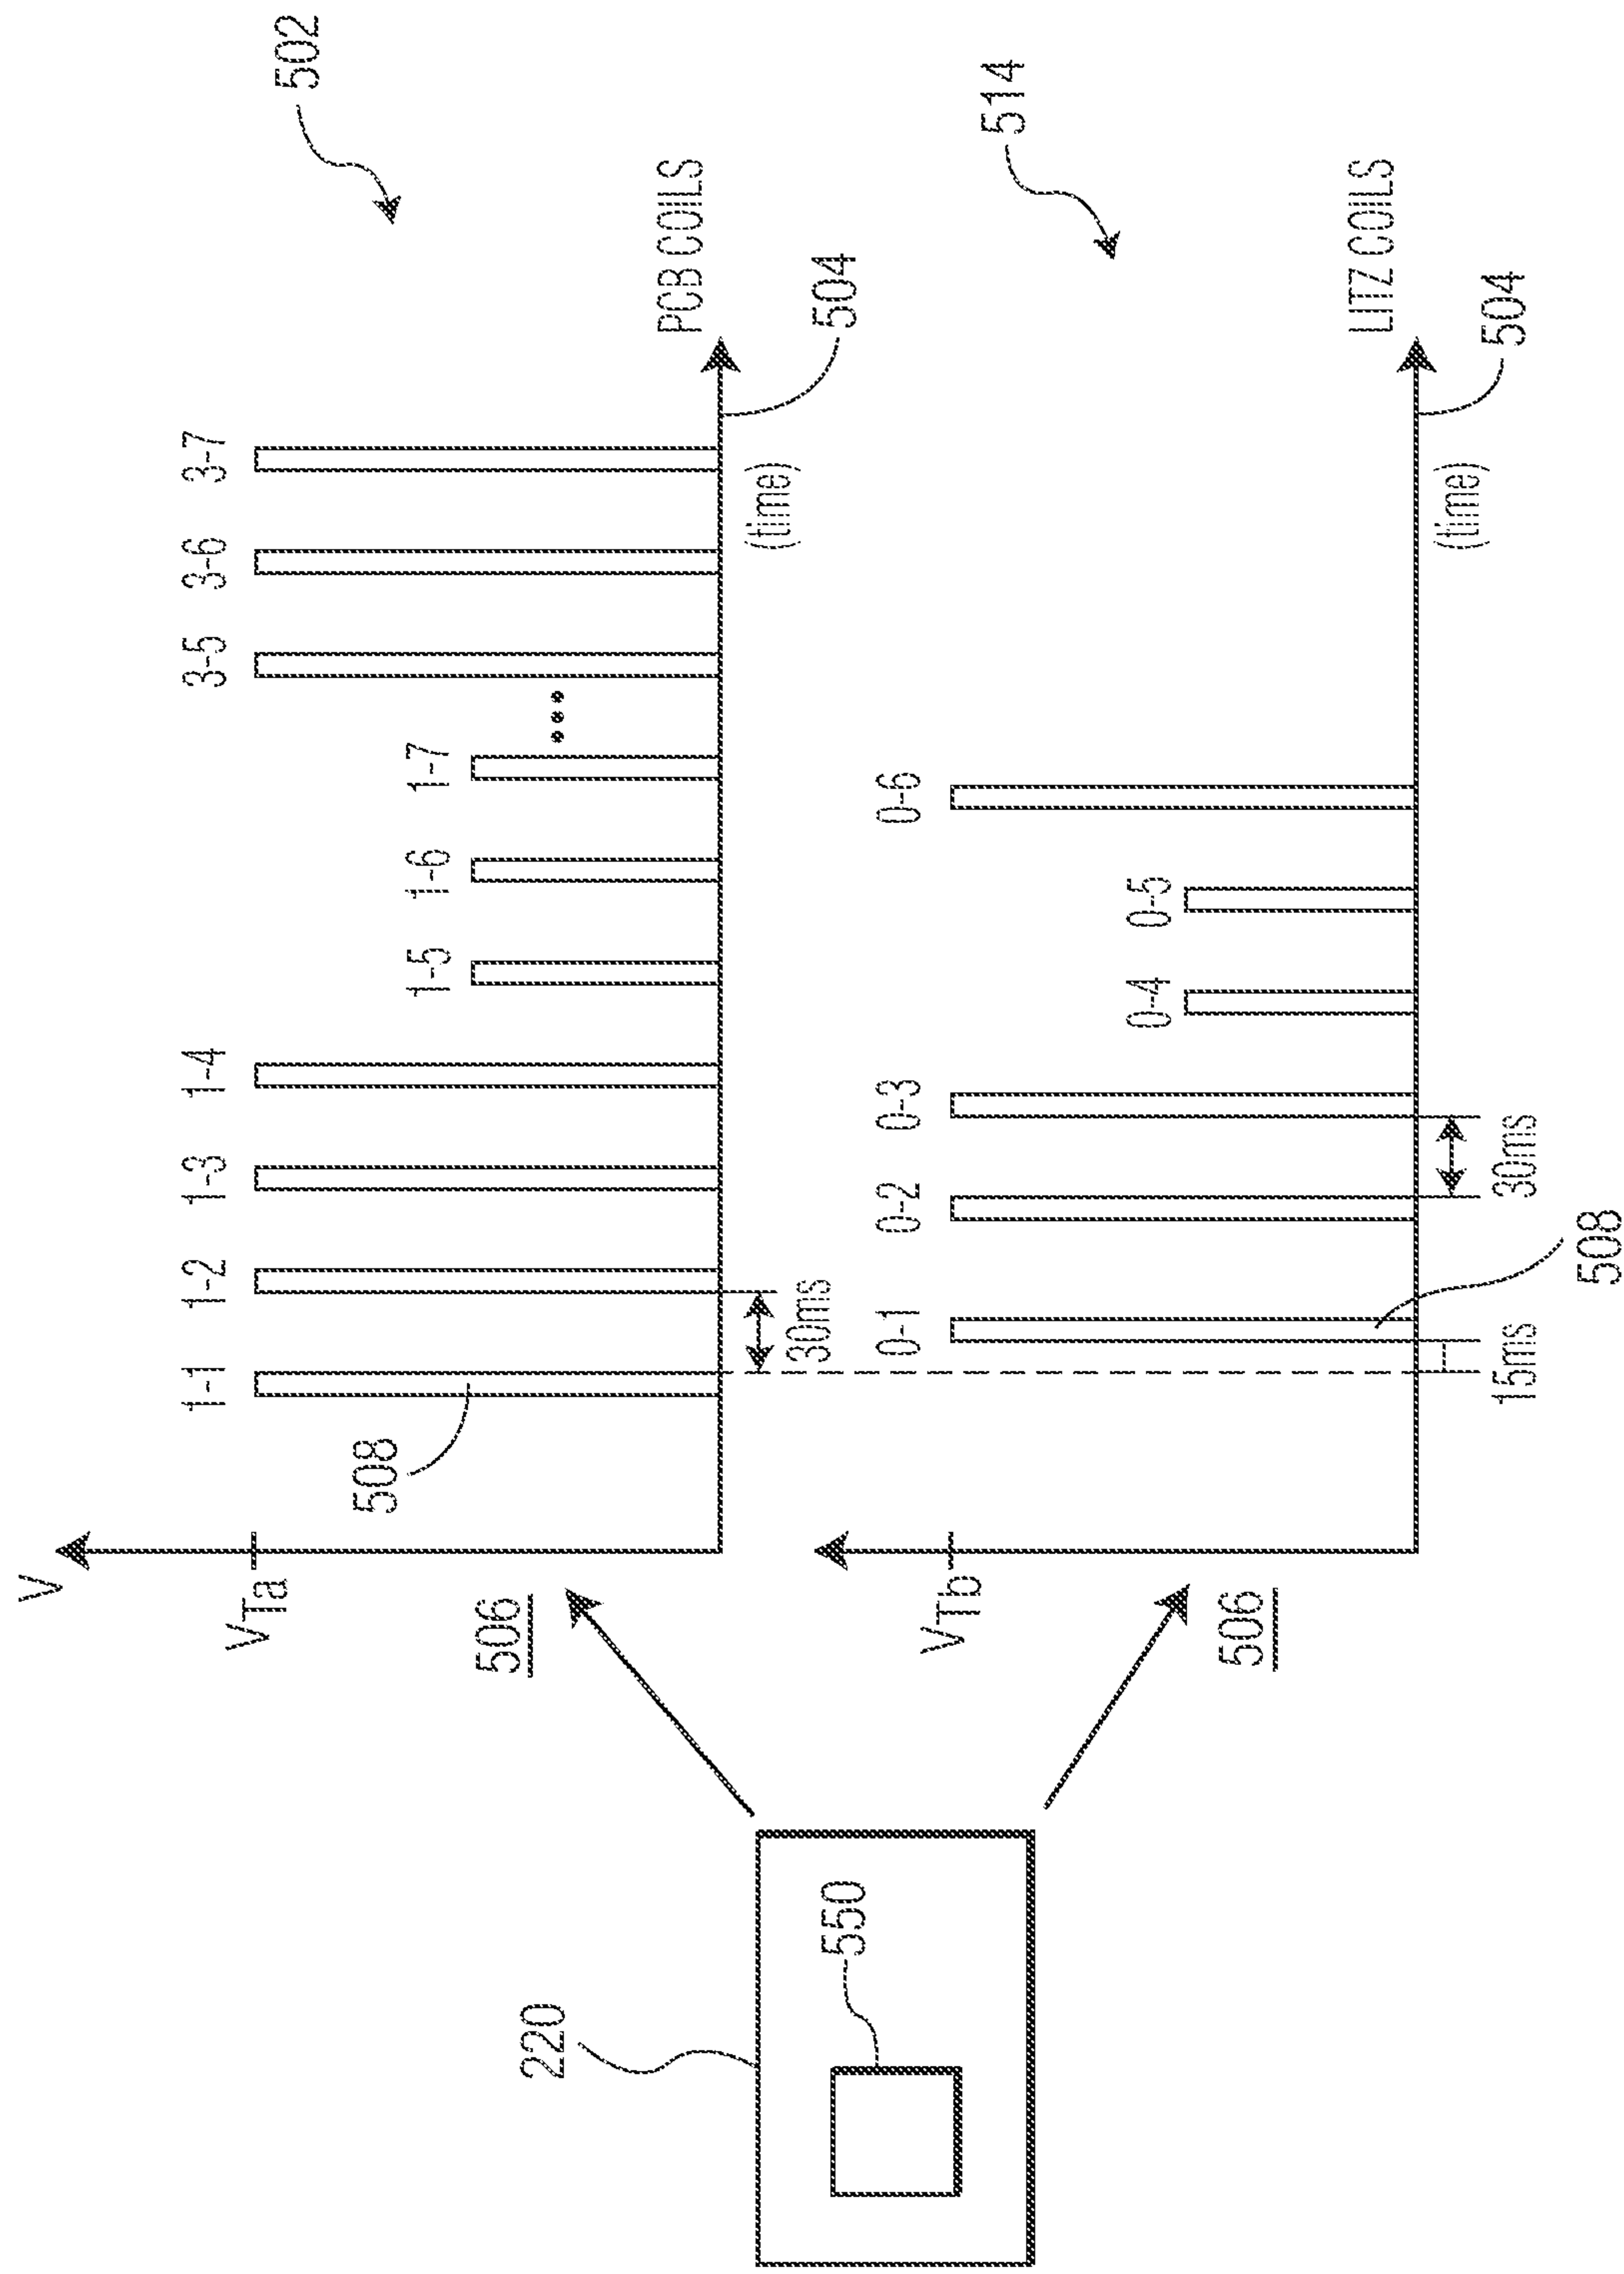 502
V
V_Ta
1-1
1-2
1-3
1-4
1-5
1-6
1-7
...
3-5
3-6
3-7
508
506
30ms
(time)
PCB COILS
504
514
220
550
V_Tb
0-1
0-2
0-3
0-4
0-5
0-6
506
15ms
30ms
508
(time)
LITZ COILS
504